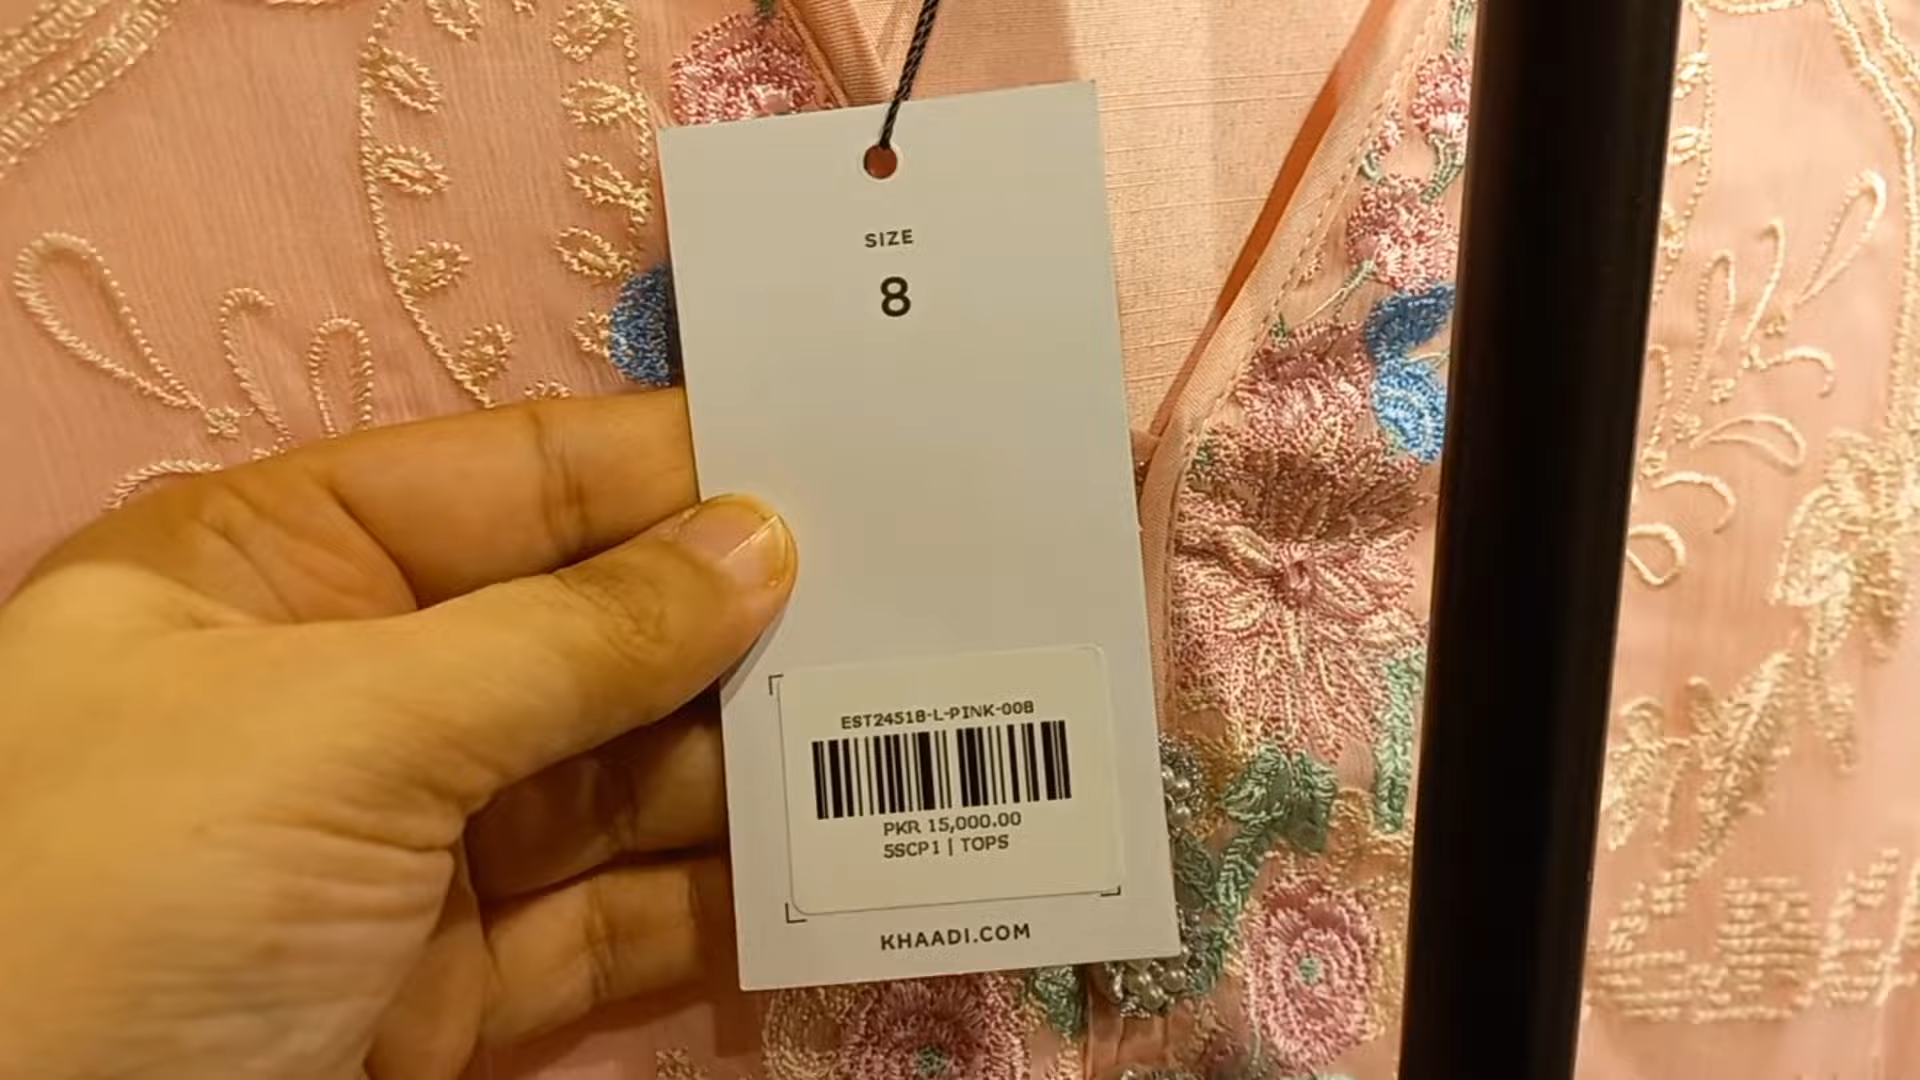 SIZE
8
EST24518-L-PINK-008
PKR 15,000.00
5SCP1 | TOPS
KHAADI.COM